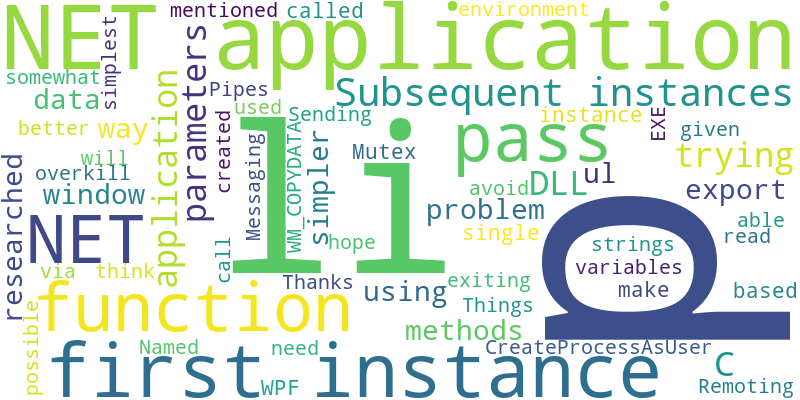 NET application
mentioned called environment
somewhat simplest parameters Pipes Subsequent instances
data application used
better way created Messaging WM_COPYDATA Sending li pass instance EXE given
will simpler Mutex trying
researched overkill avoid DLL ul export
window problem
NET hope single strings able read
via think call Thanks variables
function using exiting Things make based
possible methods p
Named need CreateProcessAsUser
first instance C
WPF Remoting